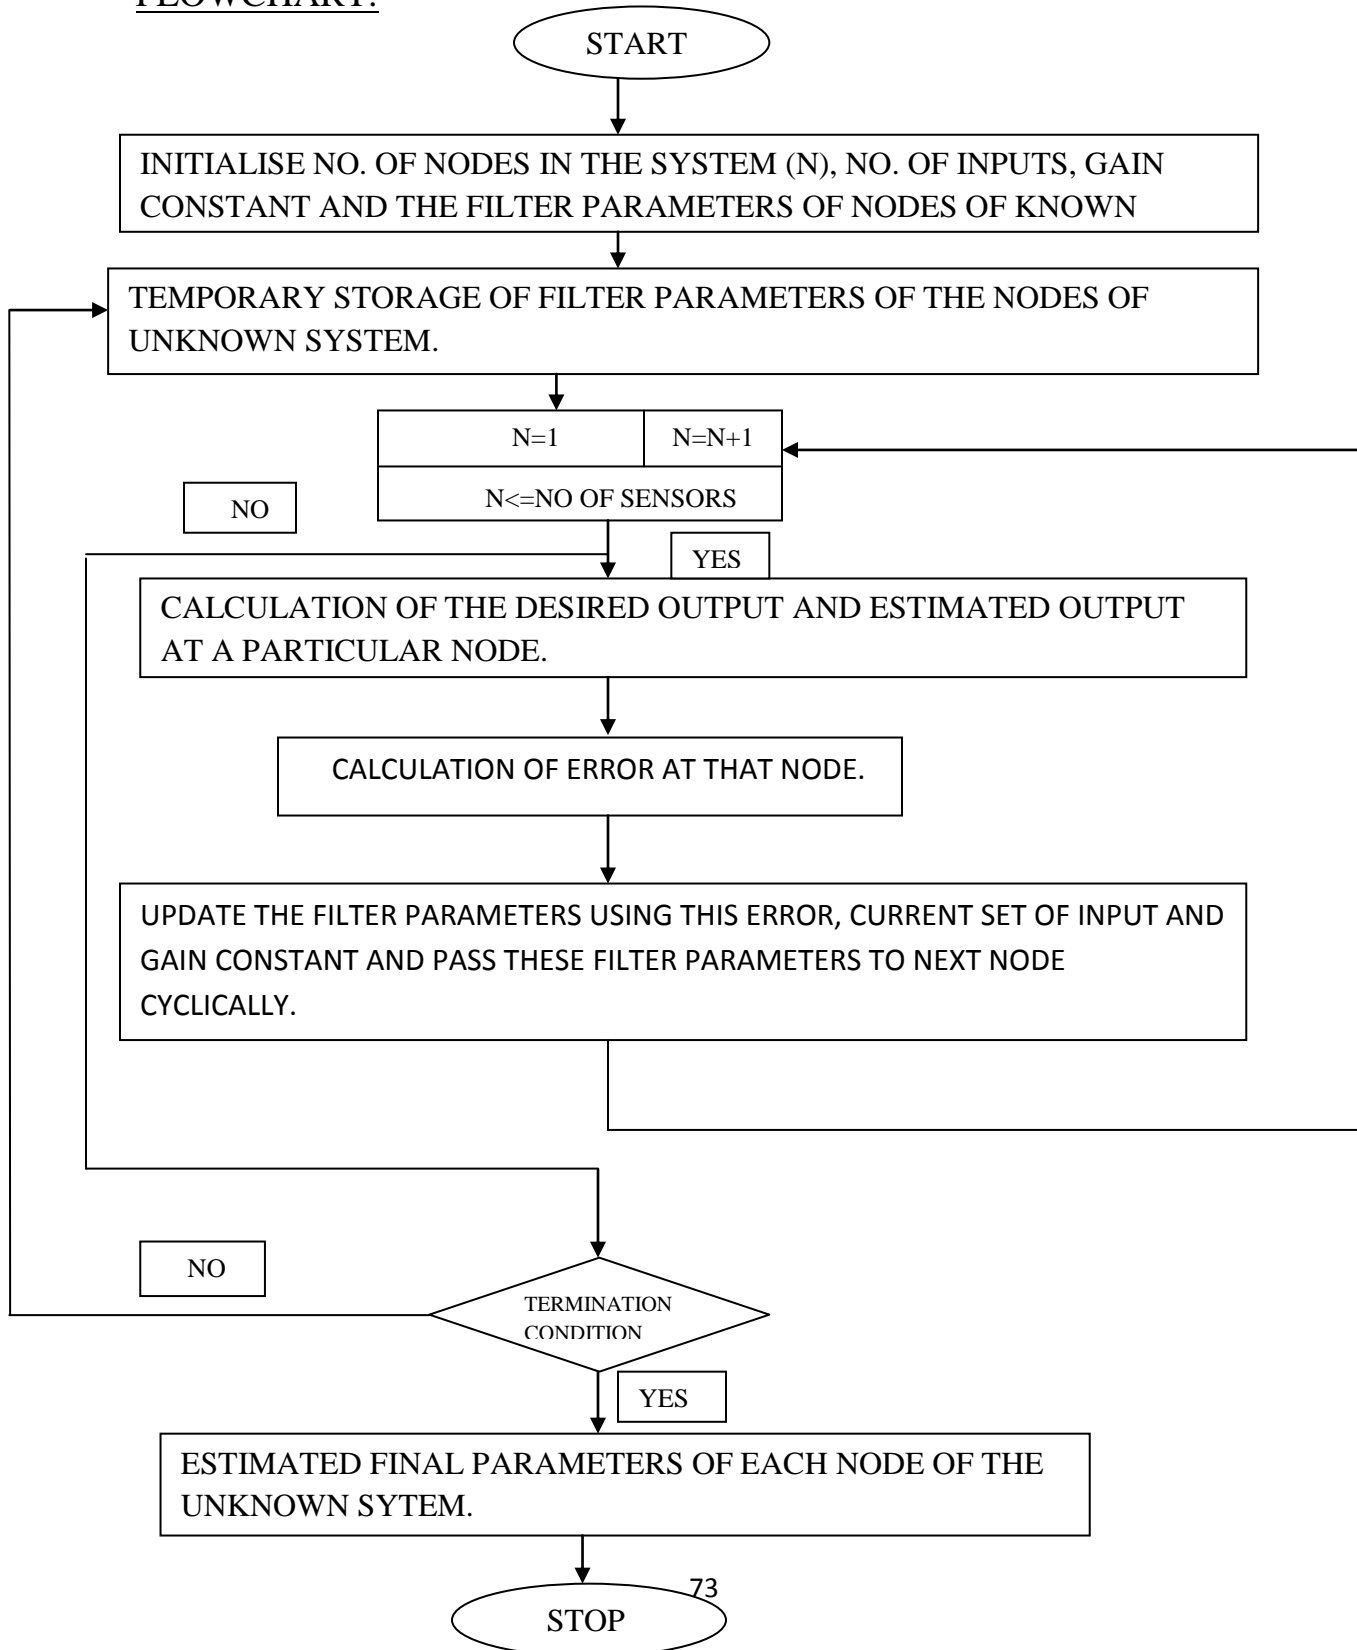 FLOWCHART:
START
INITIALISE NO. OF NODES IN THE SYSTEM (N), NO. OF INPUTS, GAIN
CONSTANT AND THE FILTER PARAMETERS OF NODES OF KNOWN
TEMPORARY STORAGE OF FILTER PARAMETERS OF THE NODES OF
UNKNOWN SYSTEM.
N=1
N=N+1
N<=NO OF SENSORS
NO
YES
CALCULATION OF THE DESIRED OUTPUT AND ESTIMATED OUTPUT
AT A PARTICULAR NODE.
CALCULATION OF ERROR AT THAT NODE.
UPDATE THE FILTER PARAMETERS USING THIS ERROR, CURRENT SET OF INPUT AND
GAIN CONSTANT AND PASS THESE FILTER PARAMETERS TO NEXT NODE
CYCLICALLY.
NO
TERMINATION
CONDITION
YES
ESTIMATED FINAL PARAMETERS OF EACH NODE OF THE
UNKNOWN SYTEM.
73
STOP